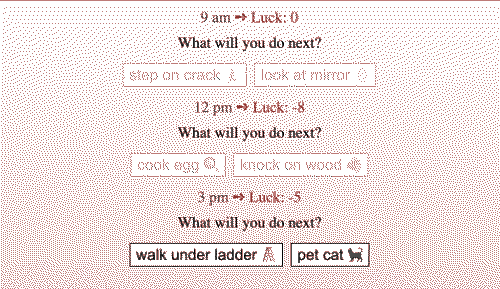 9 am ➙ Luck: 0
What will you do next?
step on crack look at mirror
12 pm ➙ Luck: -8
What will you do next?
cook egg 🍳 knock on wood
3 pm ➙ Luck: -5
What will you do next?
walk under ladder pet cat 🐈‍⬛